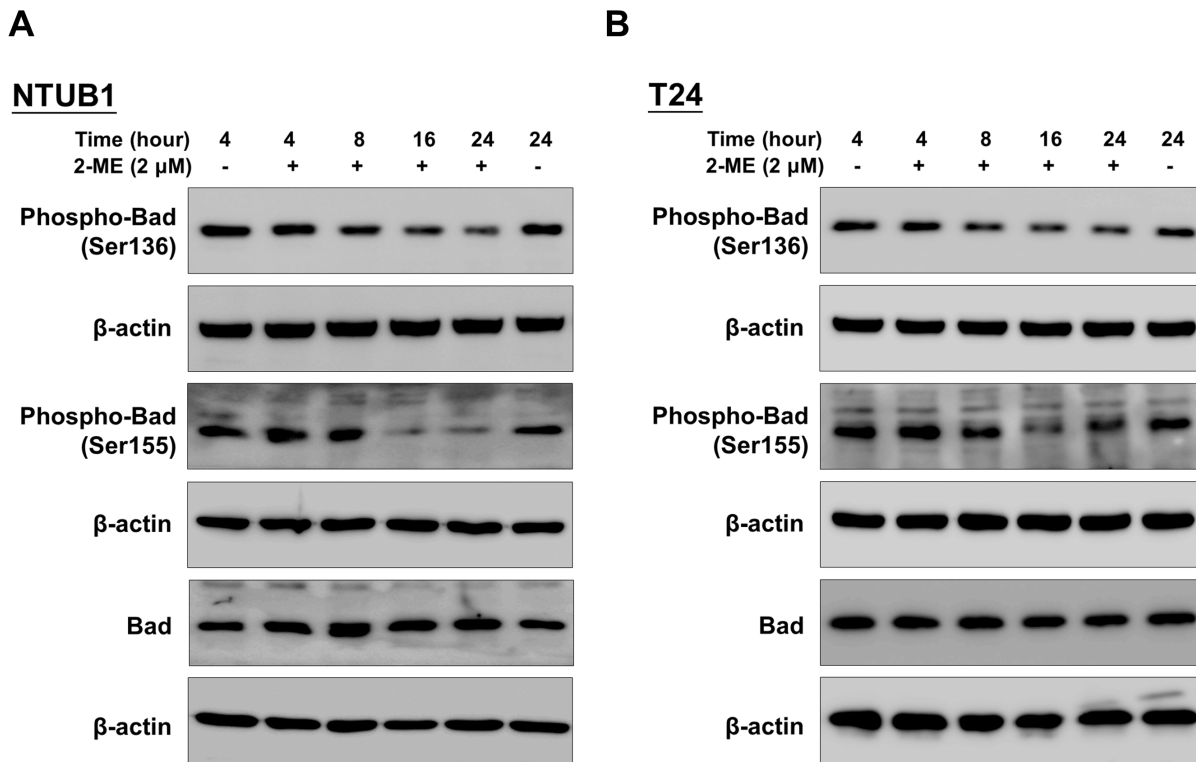 A
NTUB1
Time (hour) 4 4 8 16 24 24
2-ME (2 µM) - + + + + -
Phospho-Bad
(Ser136)
β-actin
Phospho-Bad
(Ser155)
β-actin
Bad
β-actin
B
T24
Time (hour) 4 4 8 16 24 24
2-ME (2 µM) - + + + + -
Phospho-Bad
(Ser136)
β-actin
Phospho-Bad
(Ser155)
β-actin
Bad
β-actin